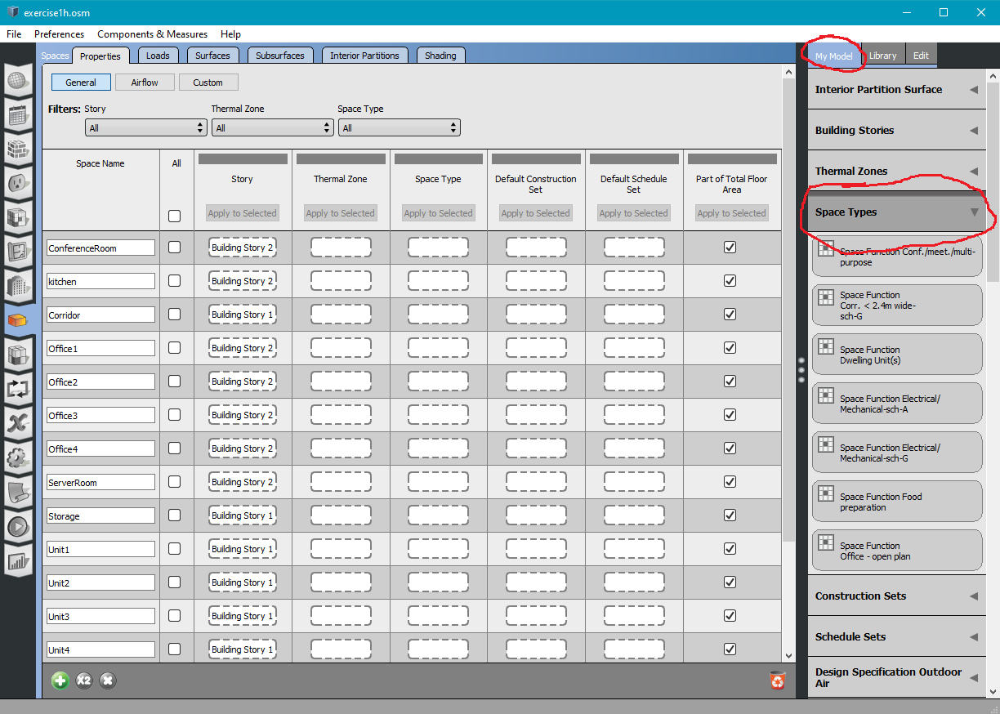 exercise1h.osm
File Preferences Components & Measures Help
Spaces Properties Loads Surfaces Subsurfaces Interior Partitions Shading
General Airflow Custom
Filters: Story Thermal Zone Space Type
All All All
Space Name All Story Thermal Zone Space Type Default Construction Set Default Schedule Set Part of Total Floor Area
Apply to Selected Apply to Selected Apply to Selected Apply to Selected Apply to Selected Apply to Selected
ConferenceRoom Building Story 2
kitchen Building Story 2
Corridor Building Story 1
Office1 Building Story 2
Office2 Building Story 2
Office3 Building Story 2
Office4 Building Story 2
ServerRoom Building Story 2
Storage Building Story 1
Unit1 Building Story 1
Unit2 Building Story 1
Unit3 Building Story 1
Unit4 Building Story 1
X2
My Model Library Edit
Interior Partition Surface
Building Stories
Thermal Zones
Space Types
Space Function Conf./meet./multi-
purpose
Space Function
Corr. < 2.4m wide-
sch-G
Space Function
Dwelling Unit(s)
Space Function Electrical/
Mechanical-sch-A
Space Function Electrical/
Mechanical-sch-G
Space Function Food
preparation
Space Function
Office - open plan
Construction Sets
Schedule Sets
Design Specification Outdoor
Air